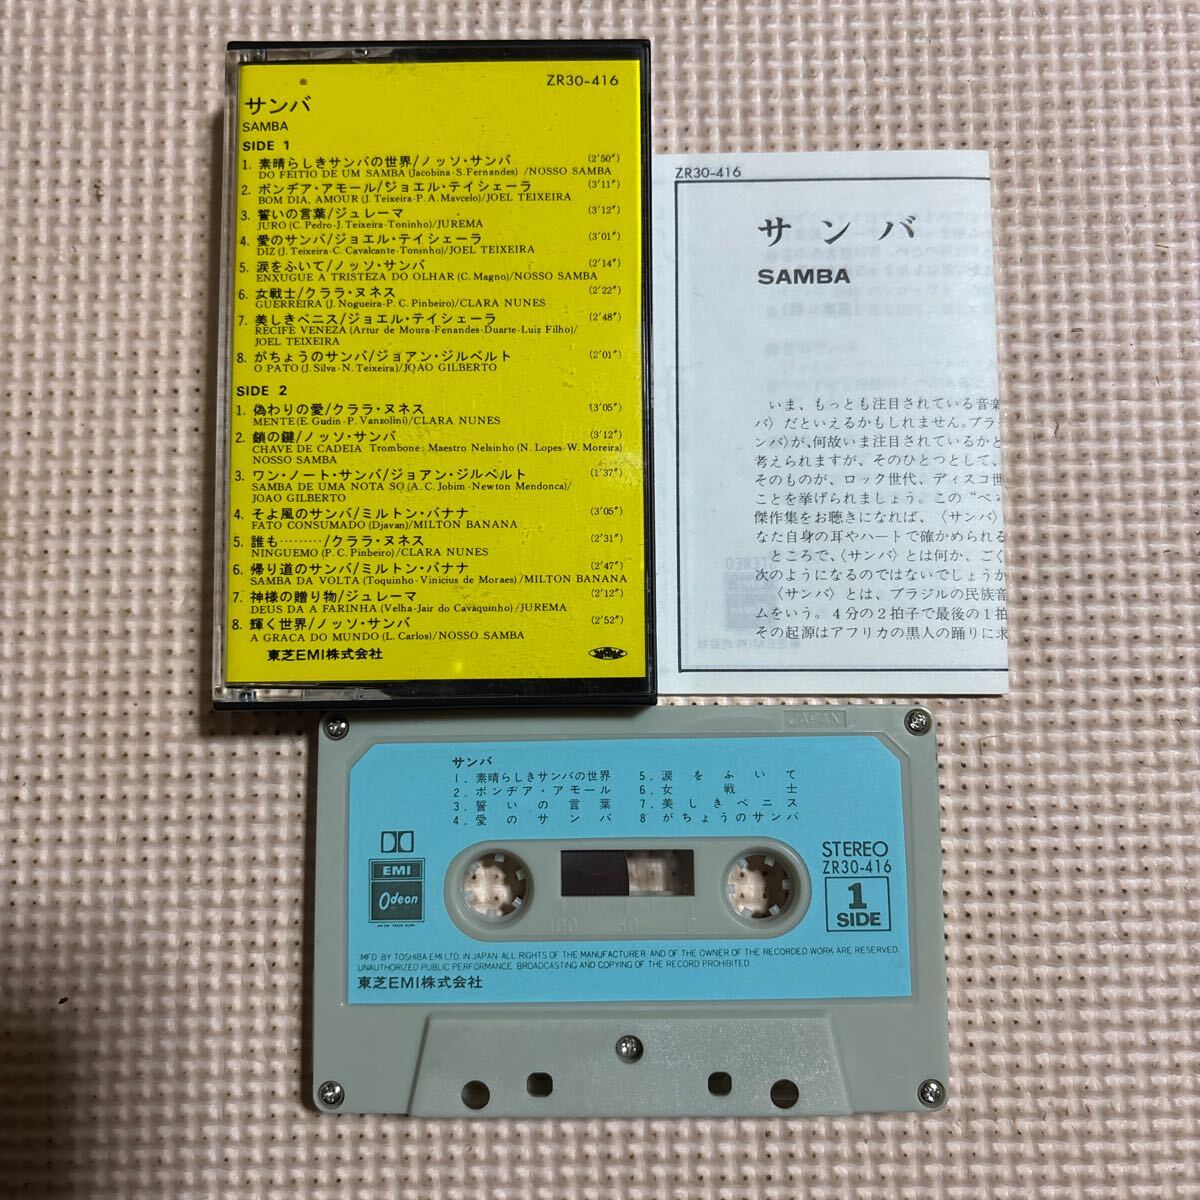 ZR30-416
サンバ
SAMBA
SIDE 1
1. 素晴らしきサンバの世界/ノッソ・サンバ (2'50")
DO FEITIO DE UM SAMBA (Jacobina-S.Fernandes) /NOSSO SAMBA
2. ボンヂア・アモール/ジョエル・テイシェーラ (3'11")
BOM DIA, AMOUR (J. Teixeira-P. A. Mavcelo)/JOEL TEIXEIRA
3. 誓いの言葉/ジュレーマ (3'12")
JURO (C. Pedro-J. Teixeira-Toninho)/JUREMA
4. 愛のサンバ/ジョエル・テイシェーラ (3'01")
DIZ (J. Teixeira-C. Cavalcante-Toninho)/JOEL TEIXEIRA
5. 涙をふいて/ノッソ・サンバ (2'14")
ENXUGUE A TRISTEZA DO OLHAR (C. Magno)/NOSSO SAMBA
6. 女戦士/クララ・ヌネス (2'22")
GUERREIRA (J. Nogueira-P. C. Pinbeiro)/CLARA NUNES
7. 美しきベニス/ジョエル・テイシェーラ (2'48")
RECIFE VENEZA (Artur de Moura-Fenandes-Duarte-Luiz Filho)/
JOEL TEIXEIRA
8. がちょうのサンバ/ジョアン・ジルベルト (2'01")
O PATO (J. Silva-N. Teixeira)/JOAO GILBERTO
SIDE 2
1. 偽わりの愛/クララ・ヌネス (3'05")
MENTE (E. Gudin-P. Vanzolini)/CLARA NUNES
2. 鎖の鍵/ノッソ・サンバ (3'12")
CHAVE DE CADEIA Trombone: Maestro Nelsinho (N. Lopes-W. Moreira)
NOSSO SAMBA
3. ワン・ノート・サンバ/ジョアン・ジルベルト (1'37")
SAMBA DE UMA NOTA SO (A. C. Jobim-Newton Mendonca)/
JOAO GILBERTO
4. そよ風のサンバ/ミルトン・バナナ (3'05")
FATO CONSUMADO (Djavan)/MILTON BANANA
5. 誰も………/クララ・ヌネス (2'31")
NINGUEMO (P. C. Pinbeiro)/CLARA NUNES
6. 帰り道のサンバ/ミルトン・バナナ (2'47")
SAMBA DA VOLTA (Toquinho-Vinicius de Moraes)/MILTON BANANA
7. 神様の贈り物/ジュレーマ (2'12")
DEUS DA A FARINHA (Velha-Jair do Cavaquinho)/JUREMA
8. 輝く世界/ノッソ・サンバ (2'52")
A GRACA DO MUNDO (L. Carlos)/NOSSO SAMBA
東芝EMI株式会社
ZR30-416
サンバ
SAMBA
いま、もっとも注目されている音楽
バ〉だといえるかもしれません。ブラジ
ンバ〉が、何故いま注目されているかと
考えられますが、そのひとつとして、
そのものが、ロック世代、ディスコ世
ことを挙げられましょう。この"ベス
傑作集をお聴きになれば、〈サンバ〉
なた自身の耳やハートで確かめられる
ところで、〈サンバ〉とは何か、ごく
次のようになるのではないでしょうか
〈サンバ〉とは、ブラジルの民族音
ムをいう。4分の2拍子で最後の1拍
その起源はアフリカの黒人の踊りに求
JAPAN
サンバ
1. 素晴らしきサンバの世界 5. 涙をふいて
2. ボンヂア・アモール 6. 女戦士
3. 誓いの言葉 7. 美しきベニス
4. 愛のサンバ 8 がちょうのサンバ
EMI
Odeon
AN EMI TRADE MARK
STEREO
ZR30-416
1
SIDE
100 50 0
MFD. BY TOSHIBA EMI LTD. IN JAPAN. ALL RIGHTS OF THE MANUFACTURER AND OF THE OWNER OF THE RECORDED WORK ARE RESERVED.
UNAUTHORIZED PUBLIC PERFORMANCE, BROADCASTING AND COPYING OF THE RECORD PROHIBITED
東芝EMI株式会社